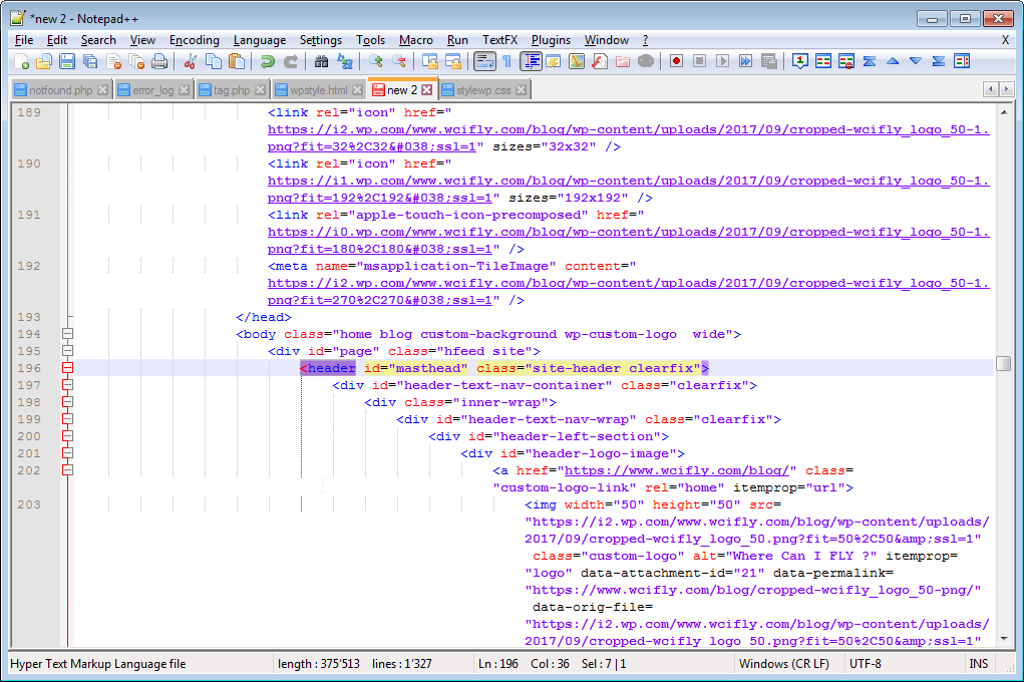 *new 2 - Notepad++
File Edit Search View Encoding Language Settings Tools Macro Run TextFX Plugins Window ? X
notfound.php error_log tag.php wpstyle.html new 2 stylewp.css
189 <link rel="icon" href="
https://i2.wp.com/www.wcifly.com/blog/wp-content/uploads/2017/09/cropped-wcifly_logo_50-1.
png?fit=32%2C32&#038;ssl=1" sizes="32x32" />
190 <link rel="icon" href="
https://i1.wp.com/www.wcifly.com/blog/wp-content/uploads/2017/09/cropped-wcifly_logo_50-1.
png?fit=192%2C192&#038;ssl=1" sizes="192x192" />
191 <link rel="apple-touch-icon-precomposed" href="
https://i0.wp.com/www.wcifly.com/blog/wp-content/uploads/2017/09/cropped-wcifly_logo_50-1.
png?fit=180%2C180&#038;ssl=1" />
192 <meta name="msapplication-TileImage" content="
https://i2.wp.com/www.wcifly.com/blog/wp-content/uploads/2017/09/cropped-wcifly_logo_50-1.
png?fit=270%2C270&#038;ssl=1" />
193 </head>
194 <body class="home blog custom-background wp-custom-logo  wide">
195 <div id="page" class="hfeed site">
196 <header id="masthead" class="site-header clearfix">
197 <div id="header-text-nav-container" class="clearfix">
198 <div class="inner-wrap">
199 <div id="header-text-nav-wrap" class="clearfix">
200 <div id="header-left-section">
201 <div id="header-logo-image">
202 <a href="https://www.wcifly.com/blog/" class=
"custom-logo-link" rel="home" itemprop="url">
203 <img width="50" height="50" src=
"https://i2.wp.com/www.wcifly.com/blog/wp-content/uploads/
2017/09/cropped-wcifly_logo_50.png?fit=50%2C50&amp;ssl=1"
class="custom-logo" alt="Where Can I FLY ?" itemprop=
"logo" data-attachment-id="21" data-permalink=
"https://www.wcifly.com/blog/cropped-wcifly_logo_50-png/"
data-orig-file=
"https://i2.wp.com/www.wcifly.com/blog/wp-content/uploads/
2017/09/cropped-wcifly_logo_50.png?fit=50%2C50&amp;ssl=1"
Hyper Text Markup Language file length : 375'513 lines : 1'327 Ln : 196 Col : 36 Sel : 7 | 1 Windows (CR LF) UTF-8 INS